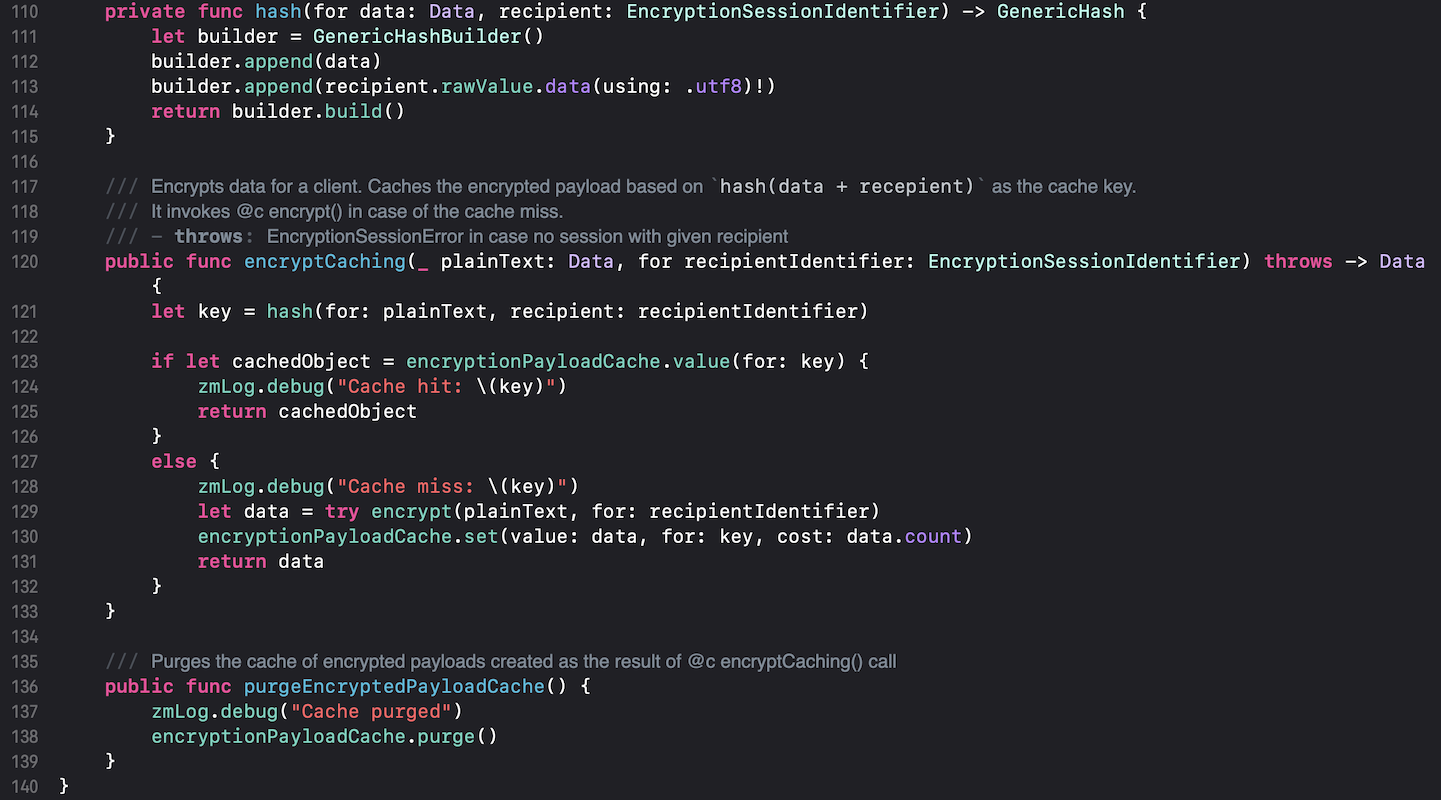 110 private func hash(for data: Data, recipient: EncryptionSessionIdentifier) -> GenericHash {
111 let builder = GenericHashBuilder()
112 builder.append(data)
113 builder.append(recipient.rawValue.data(using: .utf8)!)
114 return builder.build()
115 }
116
117 /// Encrypts data for a client. Caches the encrypted payload based on `hash(data + recepient)` as the cache key.
118 /// It invokes @c encrypt() in case of the cache miss.
119 /// - throws: EncryptionSessionError in case no session with given recipient
120 public func encryptCaching(_ plainText: Data, for recipientIdentifier: EncryptionSessionIdentifier) throws -> Data
{
121 let key = hash(for: plainText, recipient: recipientIdentifier)
122
123 if let cachedObject = encryptionPayloadCache.value(for: key) {
124 zmLog.debug("Cache hit: \(key)")
125 return cachedObject
126 }
127 else {
128 zmLog.debug("Cache miss: \(key)")
129 let data = try encrypt(plainText, for: recipientIdentifier)
130 encryptionPayloadCache.set(value: data, for: key, cost: data.count)
131 return data
132 }
133 }
134
135 /// Purges the cache of encrypted payloads created as the result of @c encryptCaching() call
136 public func purgeEncryptedPayloadCache() {
137 zmLog.debug("Cache purged")
138 encryptionPayloadCache.purge()
139 }
140 }